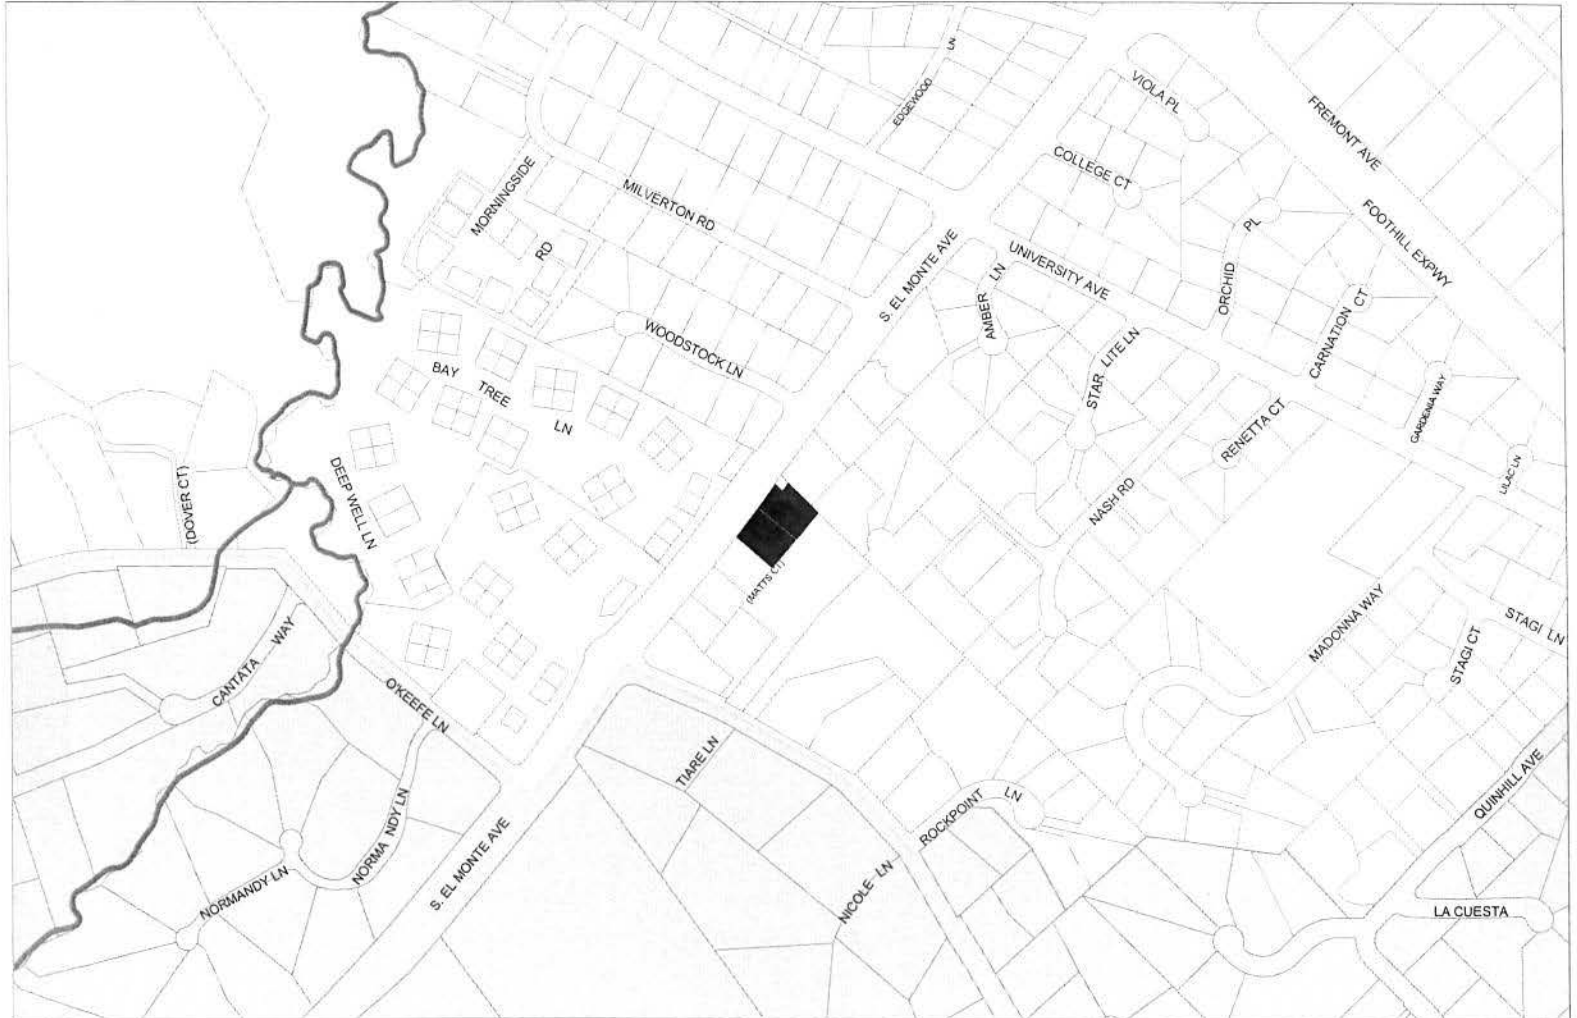 EDGEWOOD LN
VIOLA PL
FREMONT AVE
COLLEGE CT
MORNINGSIDE
RD
MILVERTON RD
FOOTHILL EXPWY
ORCHID PL
S. EL MONTE AVE
UNIVERSITY AVE
AMBER LN
CARNATION CT
WOODSTOCK LN
STAR LITE LN
BAY TREE LN
GARDENIA WAY
RENETTA CT
LILAC LN
NASH RD
(DOVER CT)
DEEP WELL LN
(MATTS CT)
MADONNA WAY
STAGI LN
STAGI CT
CANTATA WAY
O'KEEFE LN
TIARE LN
QUINHILL AVE
ROCKPOINT LN
NORMANDY LN
S. EL MONTE AVE
NORMANDY LN
NICOLE LN
LA CUESTA